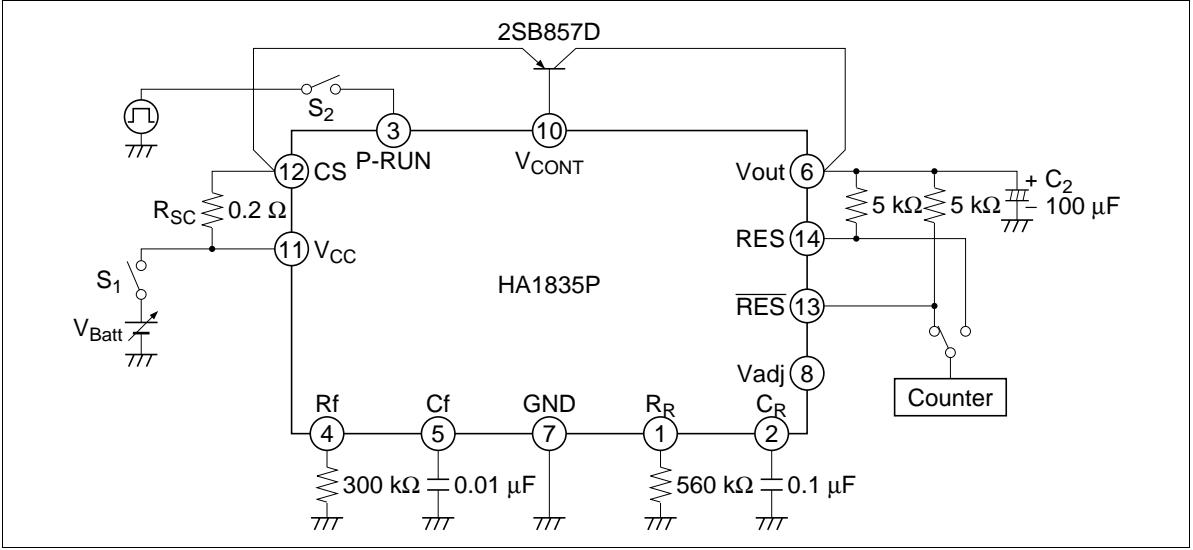 2SB857D
S2
3
P-RUN
10
VCONT
12 CS
Vout 6
RSC 0.2 Ω
5 kΩ 5 kΩ
+ C2
− 100 μF
RES 14
11 VCC
S1
HA1835P
R̅E̅S̅ 13
VBatt
Vadj 8
Counter
Rf Cf GND RR CR
4 5 7 1 2
300 kΩ 0.01 μF 560 kΩ 0.1 μF